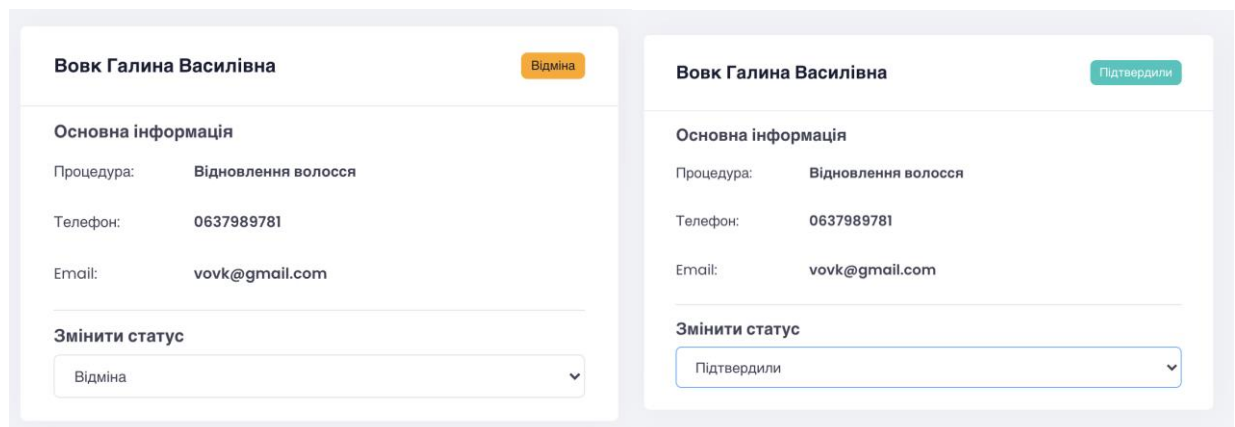 Вовк Галина Василівна
Відміна
Основна інформація
Процедура: Відновлення волосся
Телефон: 0637989781
Email: vovk@gmail.com
Змінити статус
Відміна
Вовк Галина Василівна
Підтвердили
Основна інформація
Процедура: Відновлення волосся
Телефон: 0637989781
Email: vovk@gmail.com
Змінити статус
Підтвердили